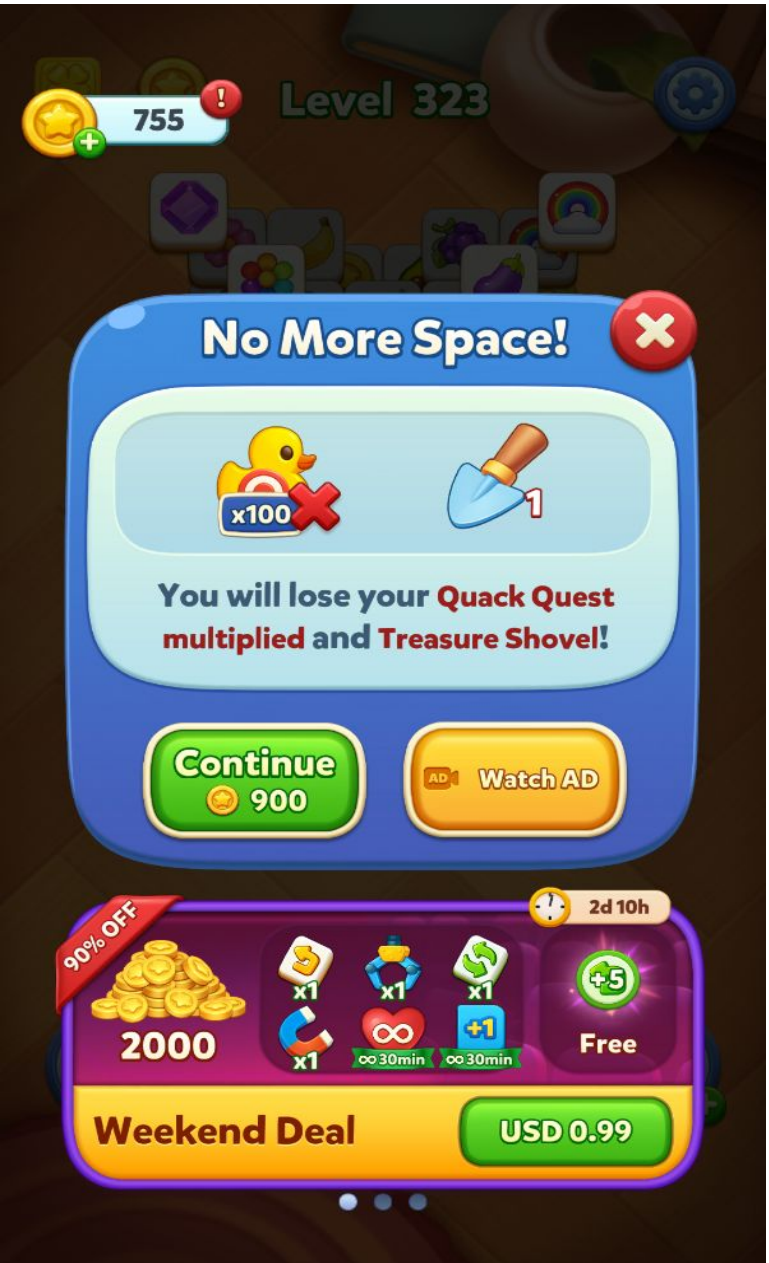 755
!
Level 323
No More Space!
x100
1
You will lose your Quack Quest
multiplied and Treasure Shovel!
Continue
900
AD
Watch AD
2d 10h
90% OFF
2000
x1
x1
x1
x1
∞
∞ 30min
+1
∞ 30min
+5
Free
Weekend Deal
USD 0.99